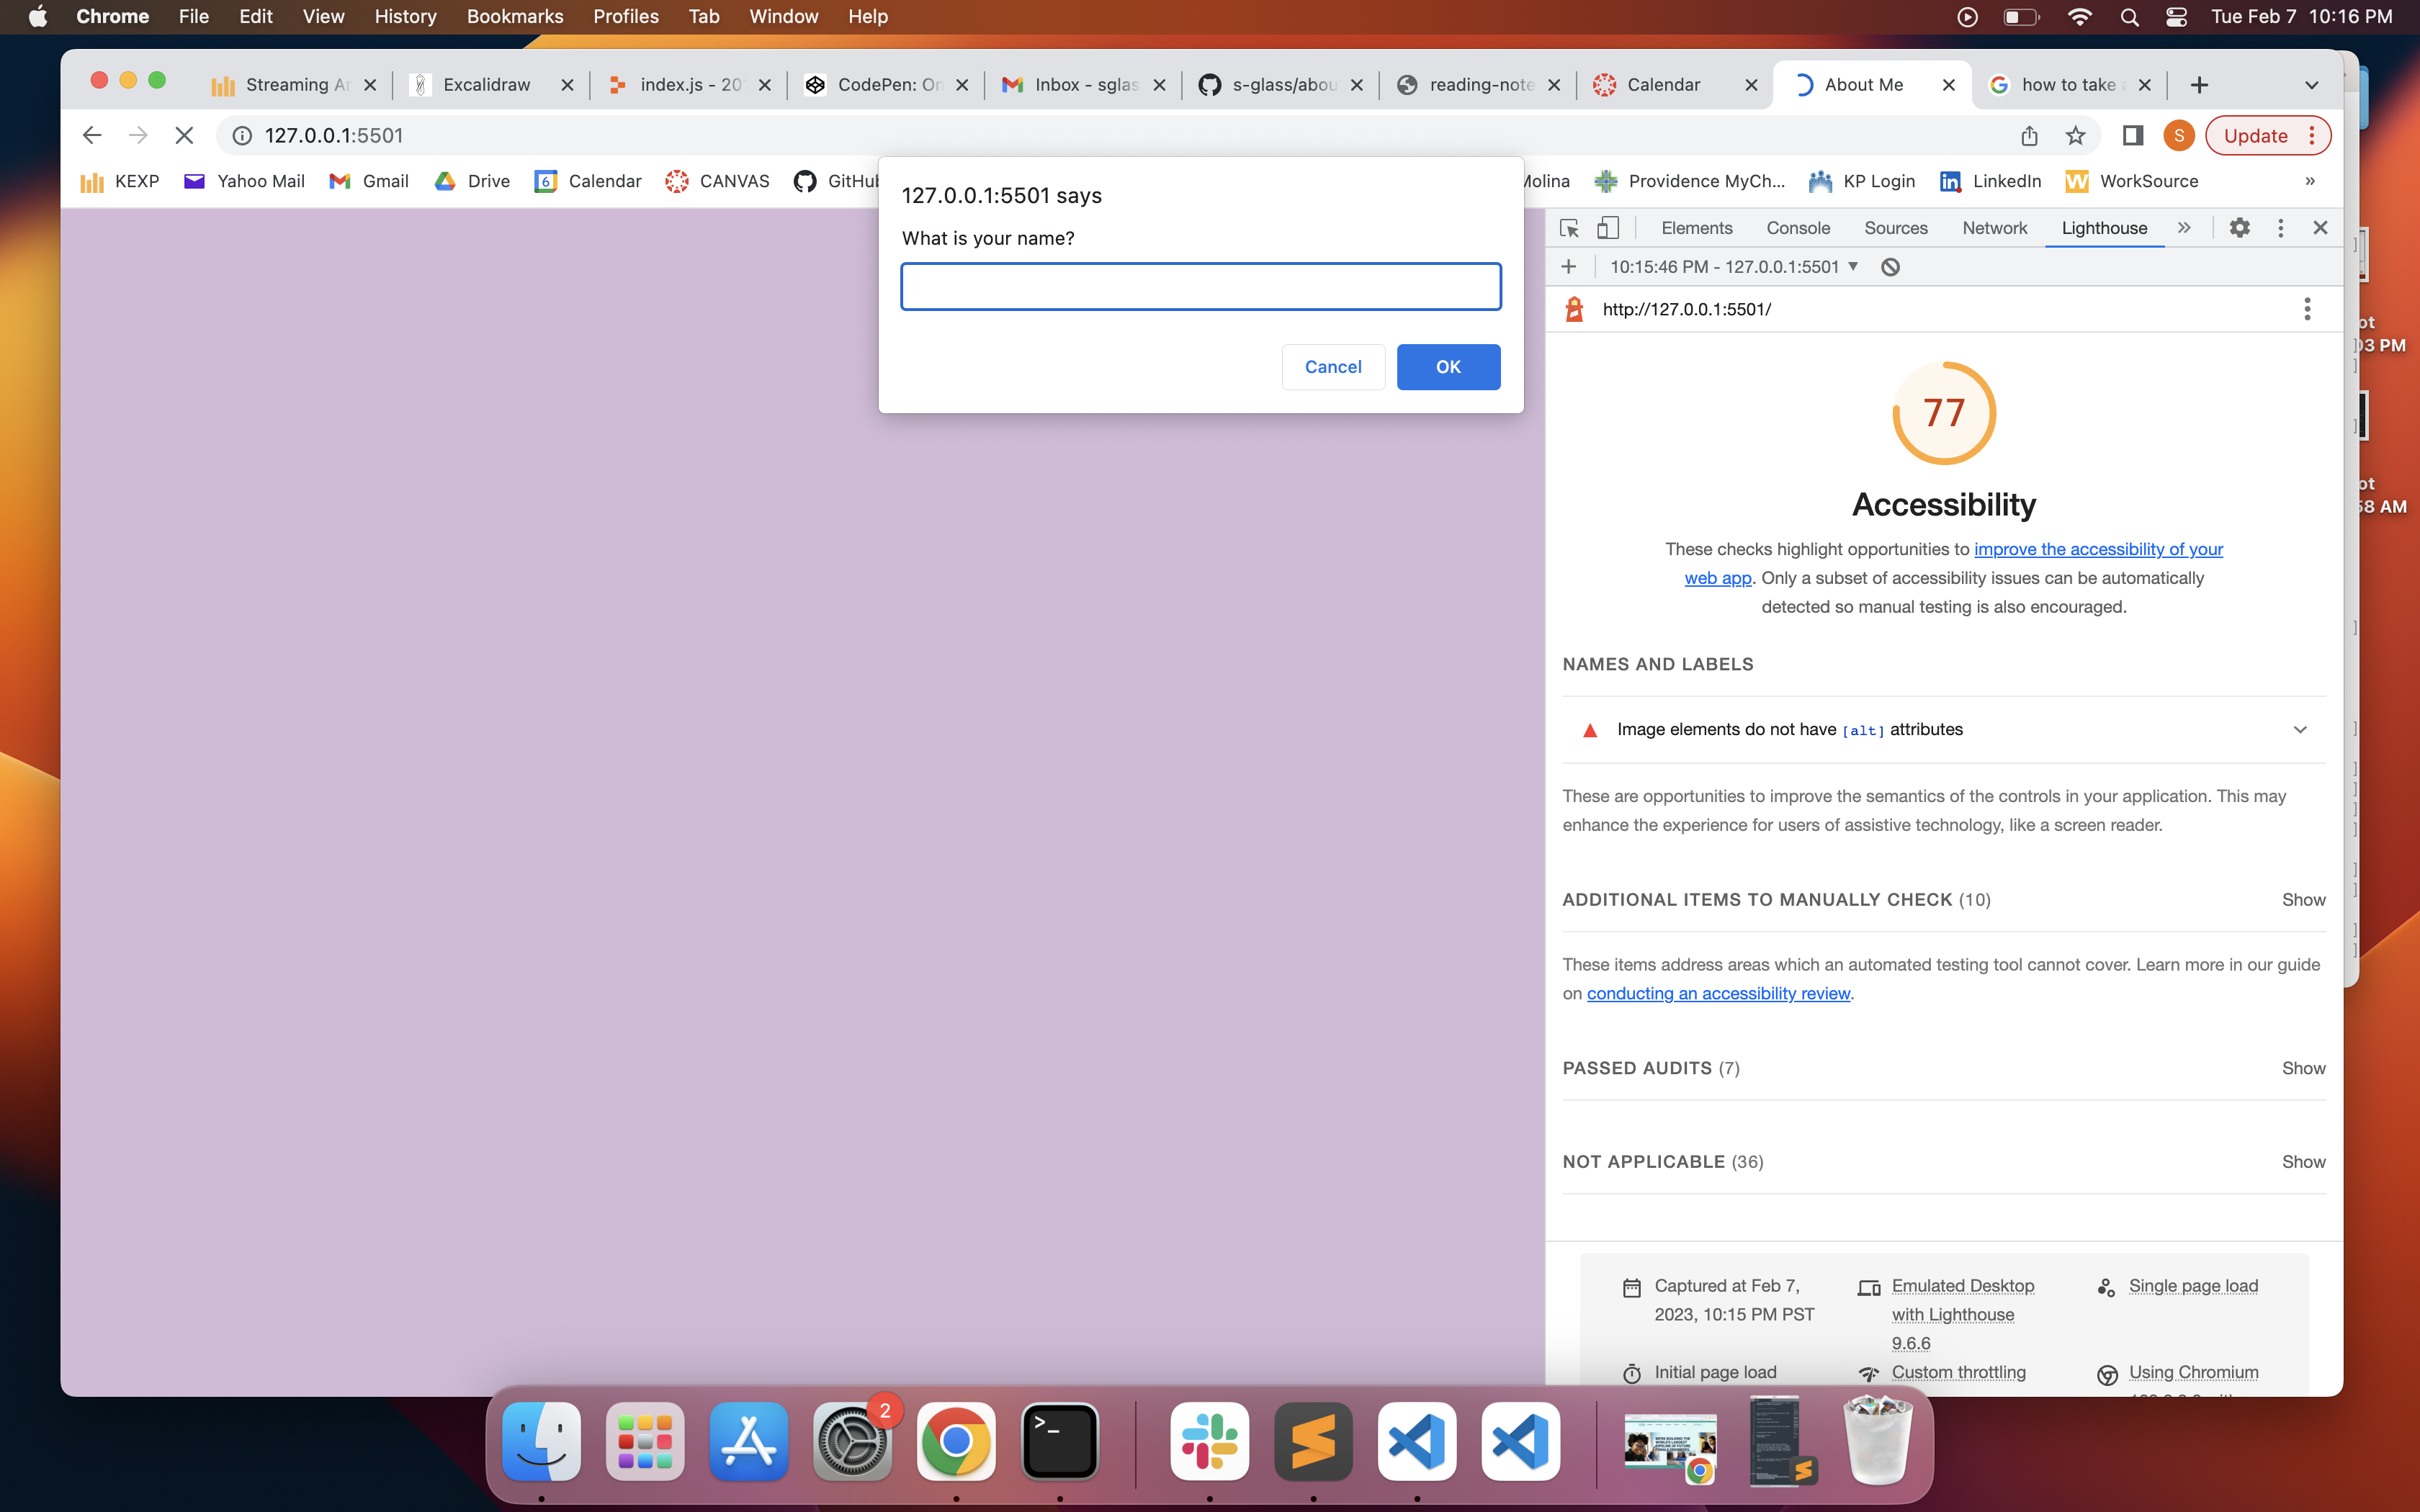 Chrome File Edit View History Bookmarks Profiles Tab Window Help Tue Feb 7 10:16 PM
Streaming Ar Excalidraw index.js - 20 CodePen: On Inbox - sglas s-glass/abou reading-note Calendar About Me how to take
127.0.0.1:5501 S Update
KEXP Yahoo Mail Gmail Drive 6 Calendar CANVAS GitHub Molina Providence MyCh... KP Login LinkedIn WorkSource »
127.0.0.1:5501 says
What is your name?
Cancel OK
Elements Console Sources Network Lighthouse »
10:15:46 PM - 127.0.0.1:5501
http://127.0.0.1:5501/
77
Accessibility
These checks highlight opportunities to improve the accessibility of your
web app. Only a subset of accessibility issues can be automatically
detected so manual testing is also encouraged.
NAMES AND LABELS
Image elements do not have [alt] attributes
These are opportunities to improve the semantics of the controls in your application. This may
enhance the experience for users of assistive technology, like a screen reader.
ADDITIONAL ITEMS TO MANUALLY CHECK (10) Show
These items address areas which an automated testing tool cannot cover. Learn more in our guide
on conducting an accessibility review.
PASSED AUDITS (7) Show
NOT APPLICABLE (36) Show
Captured at Feb 7,
2023, 10:15 PM PST
Emulated Desktop
with Lighthouse
9.6.6
Single page load
Initial page load
Custom throttling
Using Chromium
ot
03 PM
ot
58 AM
2